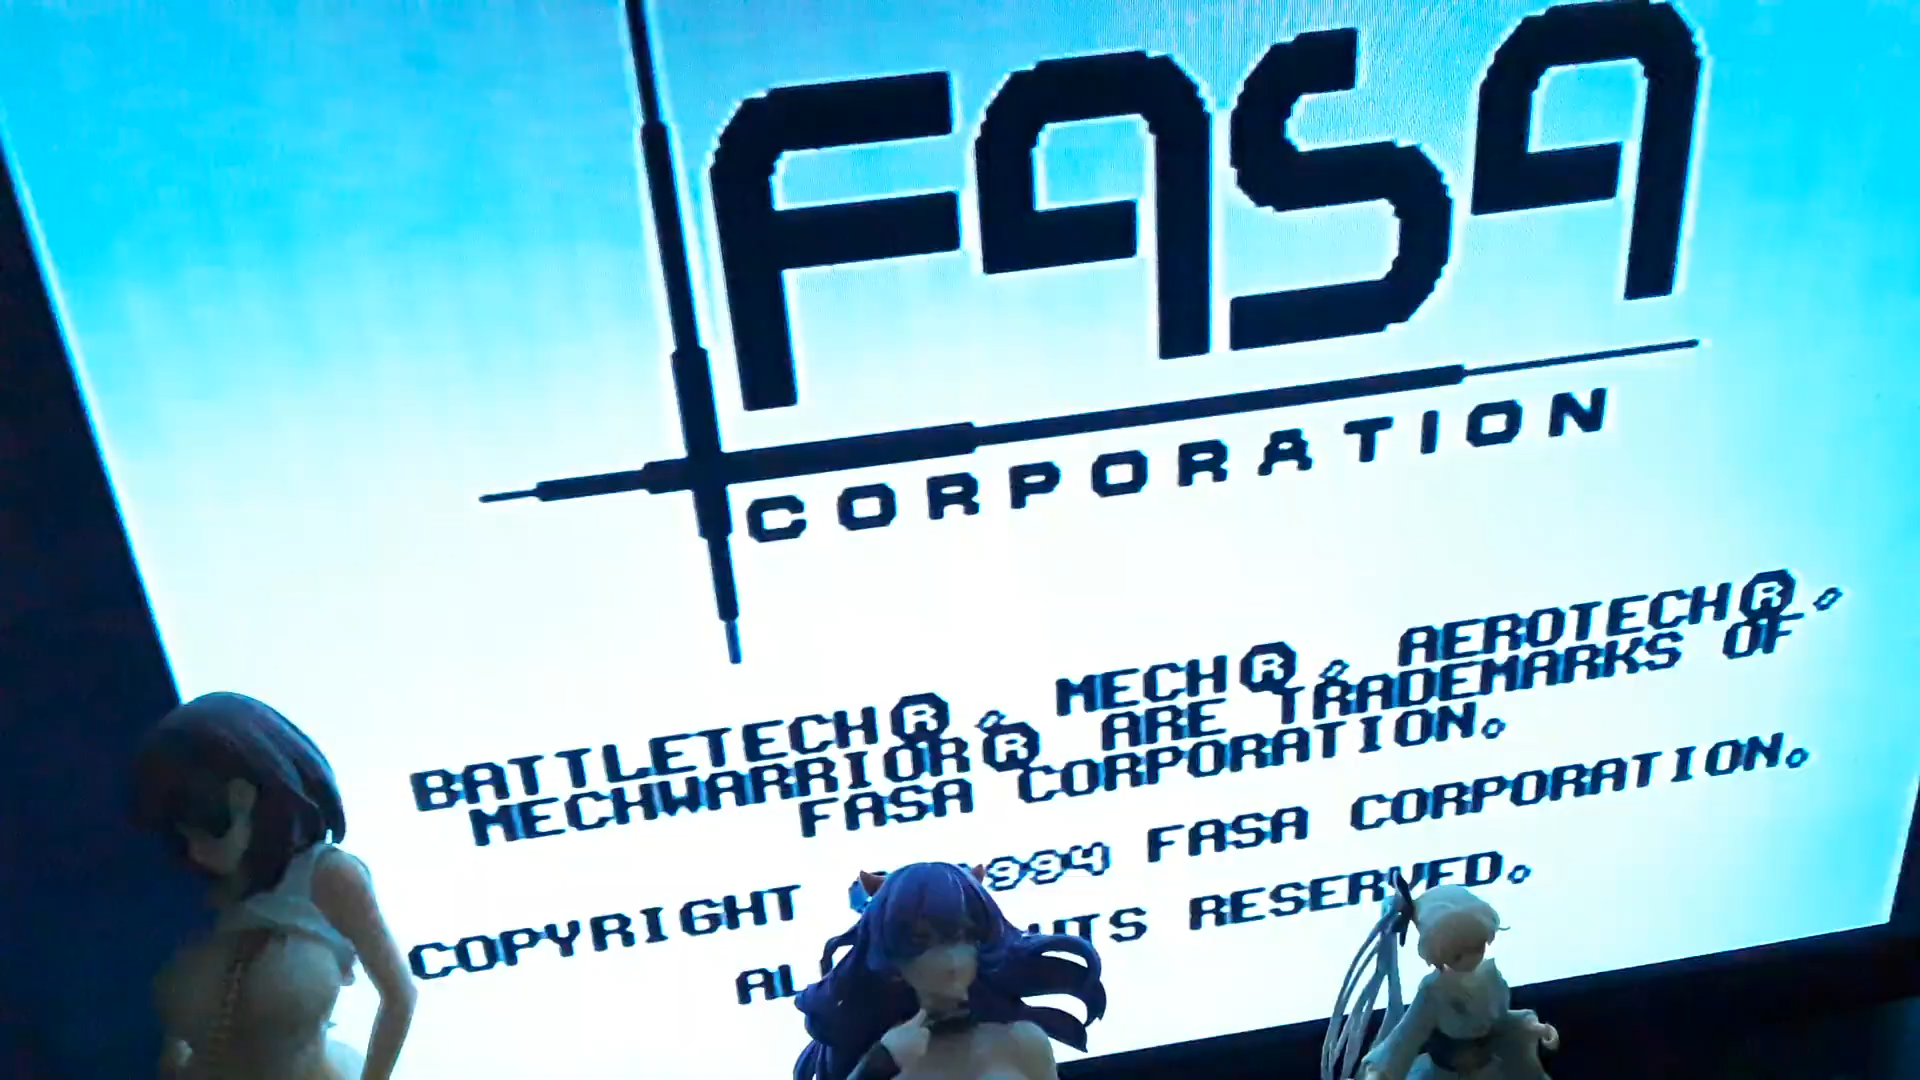 FASA
CORPORATION
BATTLETECH®, MECH®, AEROTECH®,
MECHWARRIOR® ARE TRADEMARKS OF
FASA CORPORATION.
COPYRIGHT 1994 FASA CORPORATION.
RESERVED.